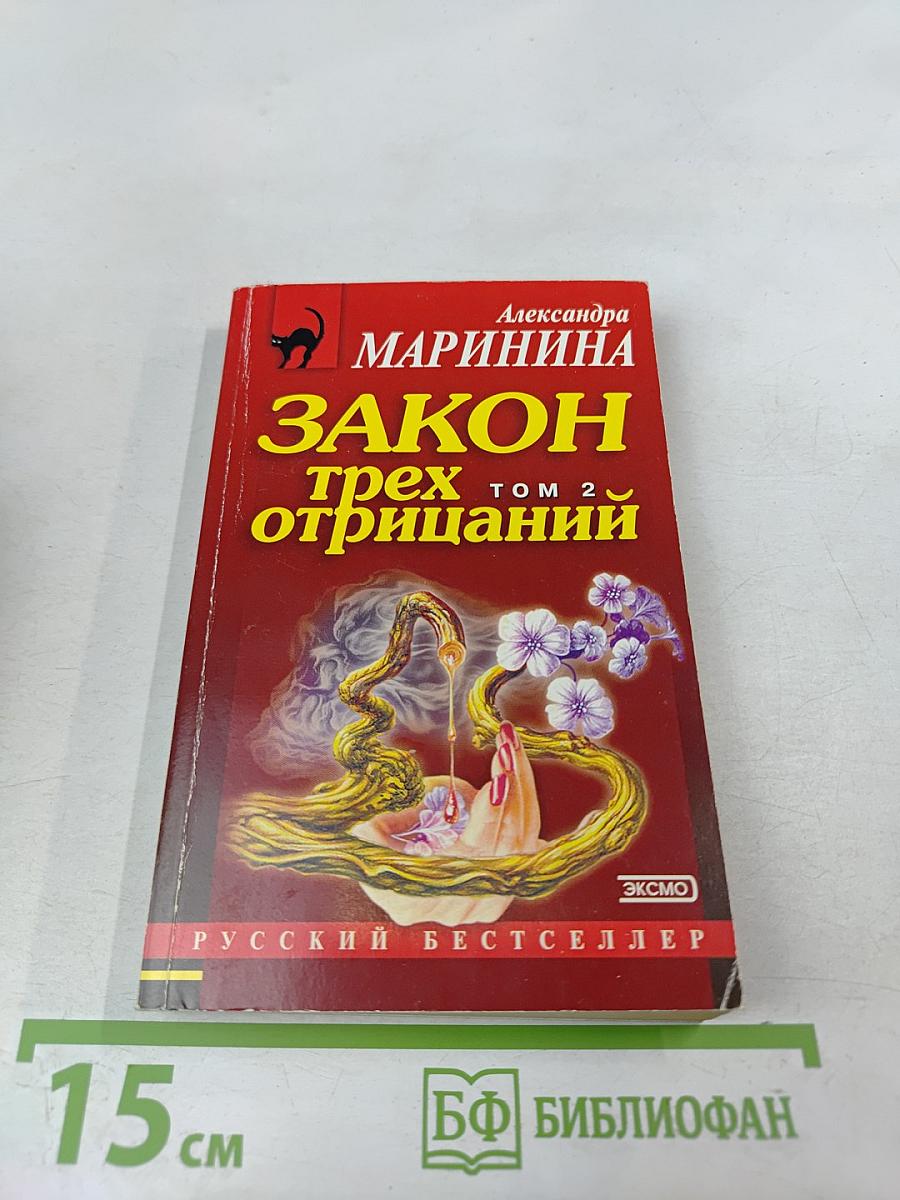 Александра
МАРИНИНА
ЗАКОН
трех ТОМ 2
отрицаний
ЭКСМО
РУССКИЙ БЕСТСЕЛЛЕР
15 см
БФ БИБЛИОФАН